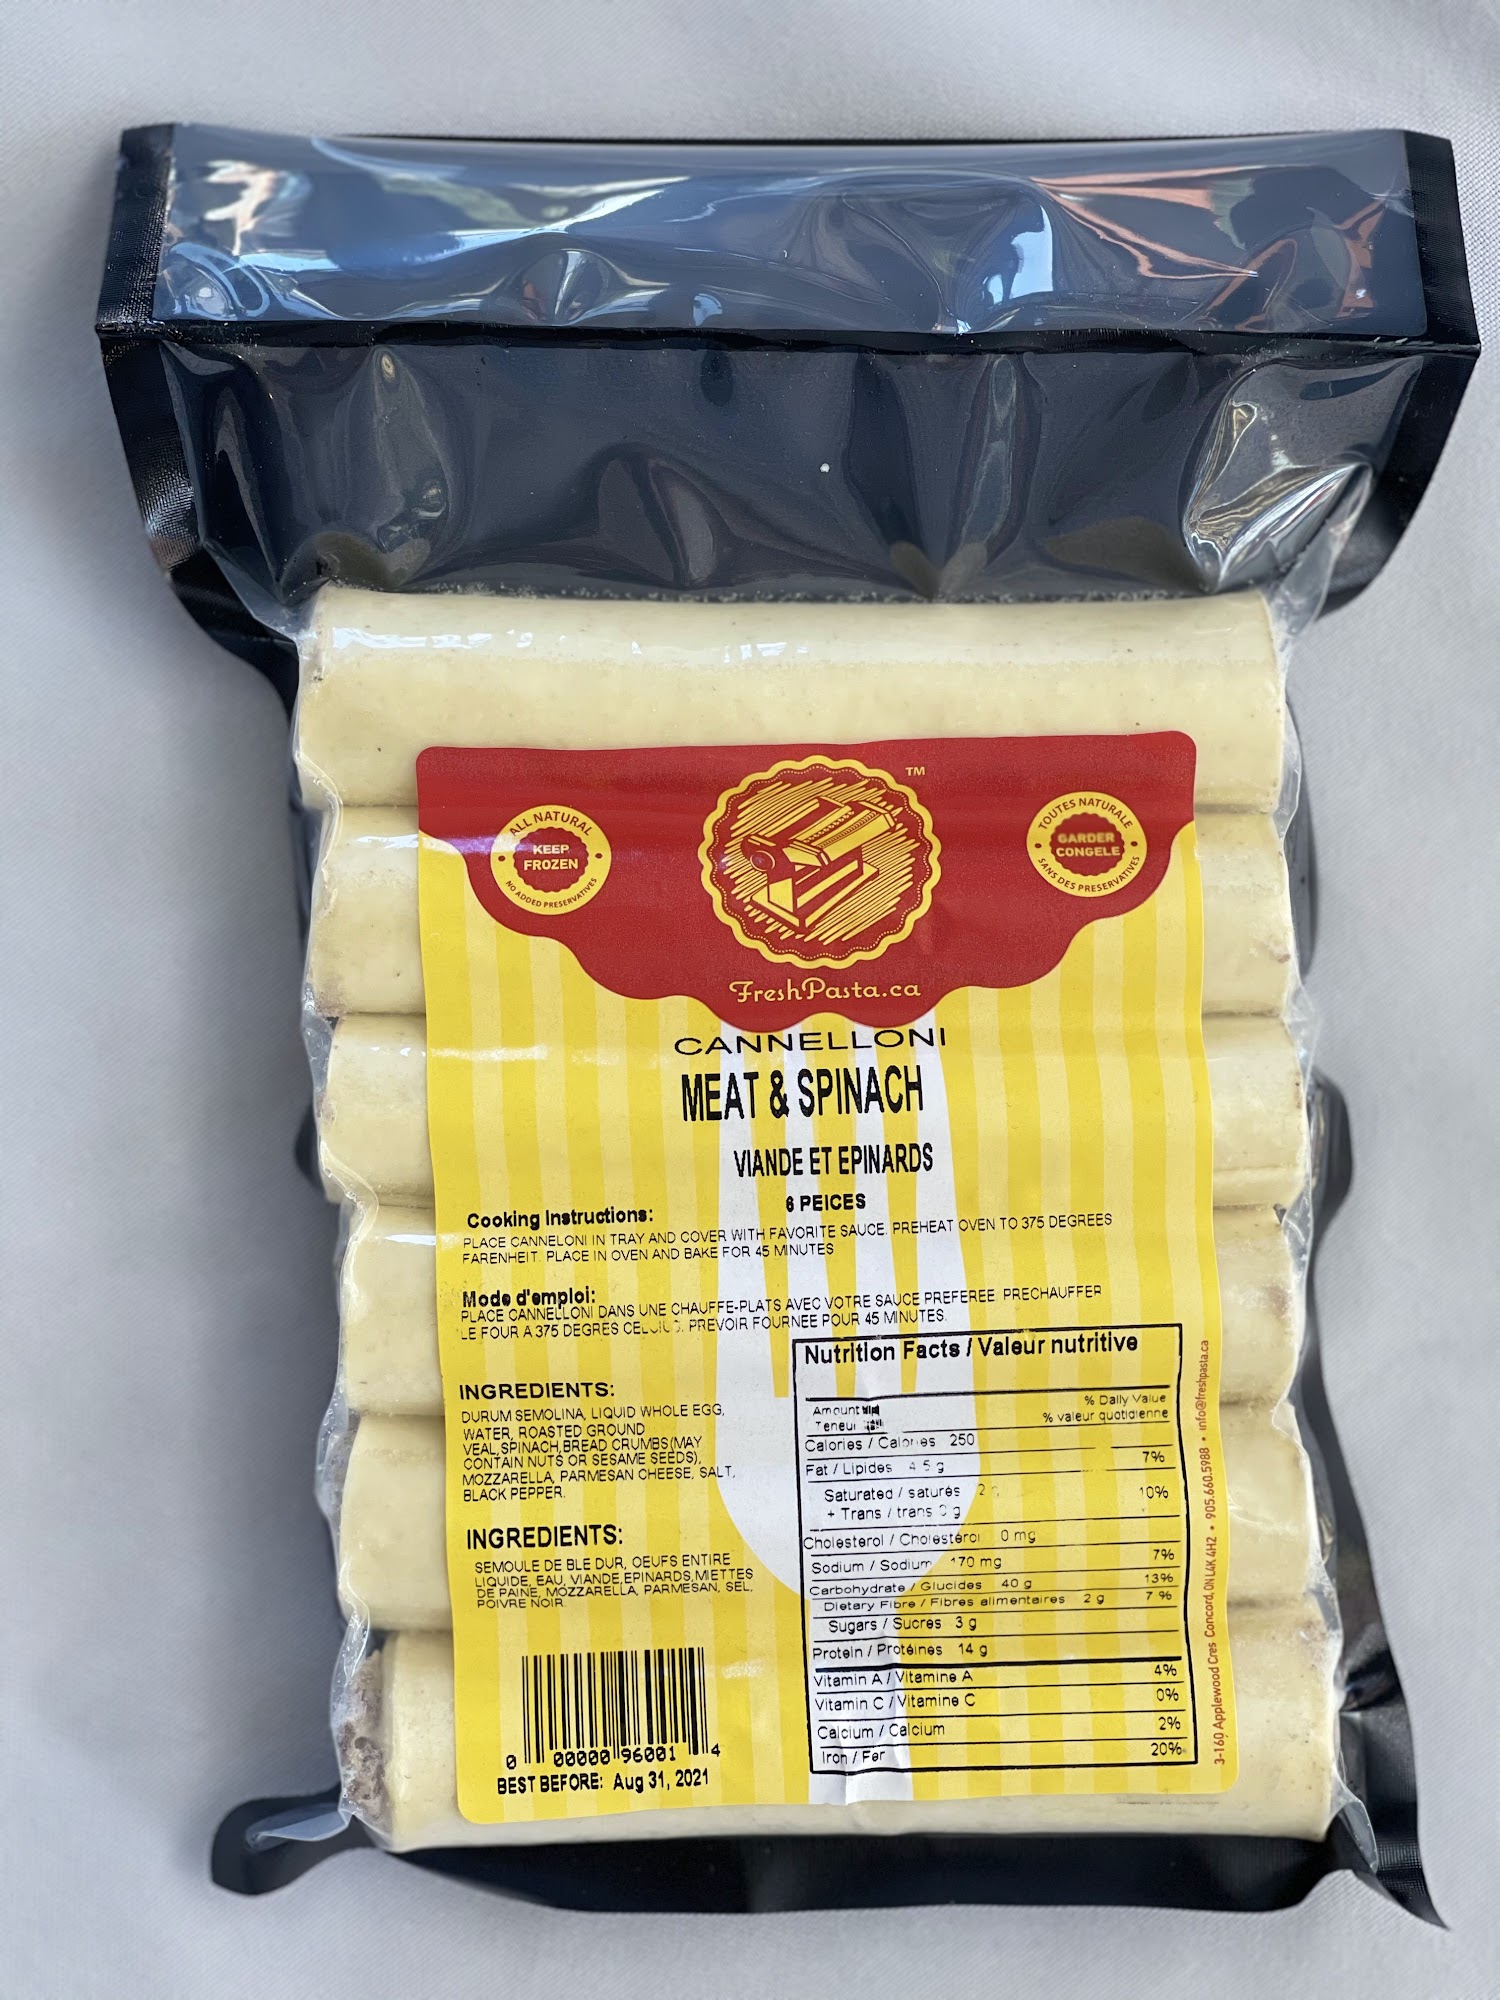 ALL NATURAL
KEEP
FROZEN
NO ADDED PRESERVATIVES
TM
TOUTES NATURALE
GARDER
CONGELE
SANS DES PRESERVATIVES
FreshPasta.ca
CANNELLONI
MEAT & SPINACH
VIANDE ET EPINARDS
6 PEICES
Cooking Instructions:
PLACE CANNELONI IN TRAY AND COVER WITH FAVORITE SAUCE. PREHEAT OVEN TO 375 DEGREES
FARENHEIT. PLACE IN OVEN AND BAKE FOR 45 MINUTES
Mode d'emploi:
PLACE CANNELLONI DANS UNE CHAUFFE-PLATS AVEC VOTRE SAUCE PREFEREE. PRECHAUFFER
LE FOUR A 375 DEGRES CELCIUS. PREVOIR FOURNEE POUR 45 MINUTES.
INGREDIENTS:
DURUM SEMOLINA, LIQUID WHOLE EGG,
WATER, ROASTED GROUND
VEAL,SPINACH,BREAD CRUMBS(MAY
CONTAIN NUTS OR SESAME SEEDS),
MOZZARELLA, PARMESAN CHEESE, SALT,
BLACK PEPPER.
INGREDIENTS:
SEMOULE DE BLE DUR, OEUFS ENTIRE
LIQUIDE, EAU, VIANDE,EPINARDS,MIETTES
DE PAINE, MOZZARELLA, PARMESAN, SEL,
POIVRE NOIR.
0 00000 96001 4
BEST BEFORE: Aug 31, 2021
Nutrition Facts / Valeur nutritive
Amount % Daily Value
Teneur % valeur quotidienne
Calories / Calories 250
Fat / Lipides 4.5 g 7%
Saturated / saturés 2 10%
+ Trans / trans 0 g
Cholesterol / Cholestérol 0 mg
Sodium / Sodium 170 mg 7%
Carbohydrate / Glucides 40 g 13%
Dietary Fibre / Fibres alimentaires 2 g 7 %
Sugars / Sucres 3 g
Protein / Protéines 14 g
Vitamin A / Vitamine A 4%
Vitamin C / Vitamine C 0%
Calcium / Calcium 2%
Iron / Fer 20%
3-160 Applewood Cres Concord, ON L4K 4H2 • 905.660.5988 • info@freshpasta.ca